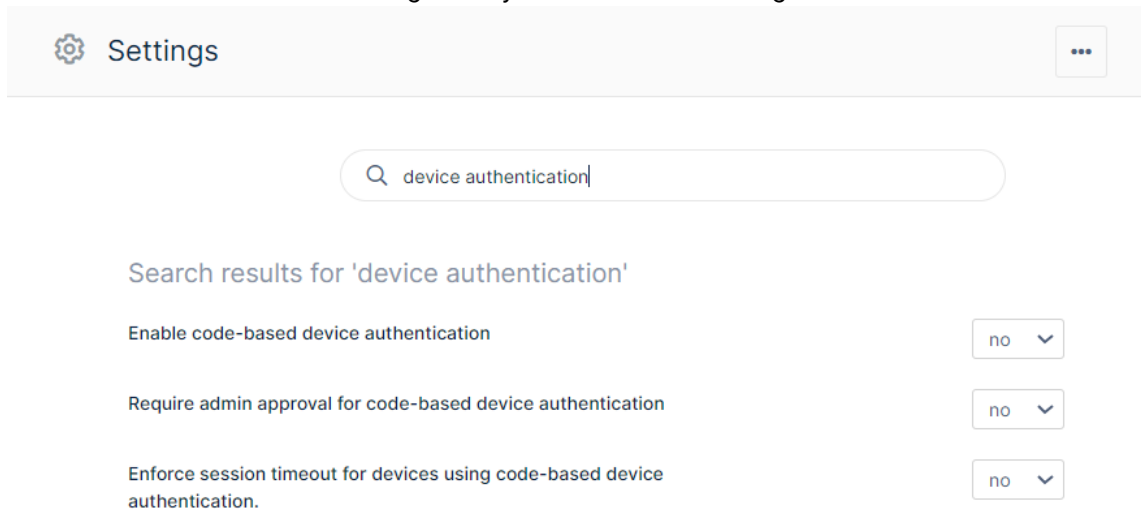 Settings
device authentication
Search results for 'device authentication'
Enable code-based device authentication
no
Require admin approval for code-based device authentication
no
Enforce session timeout for devices using code-based device
authentication.
no